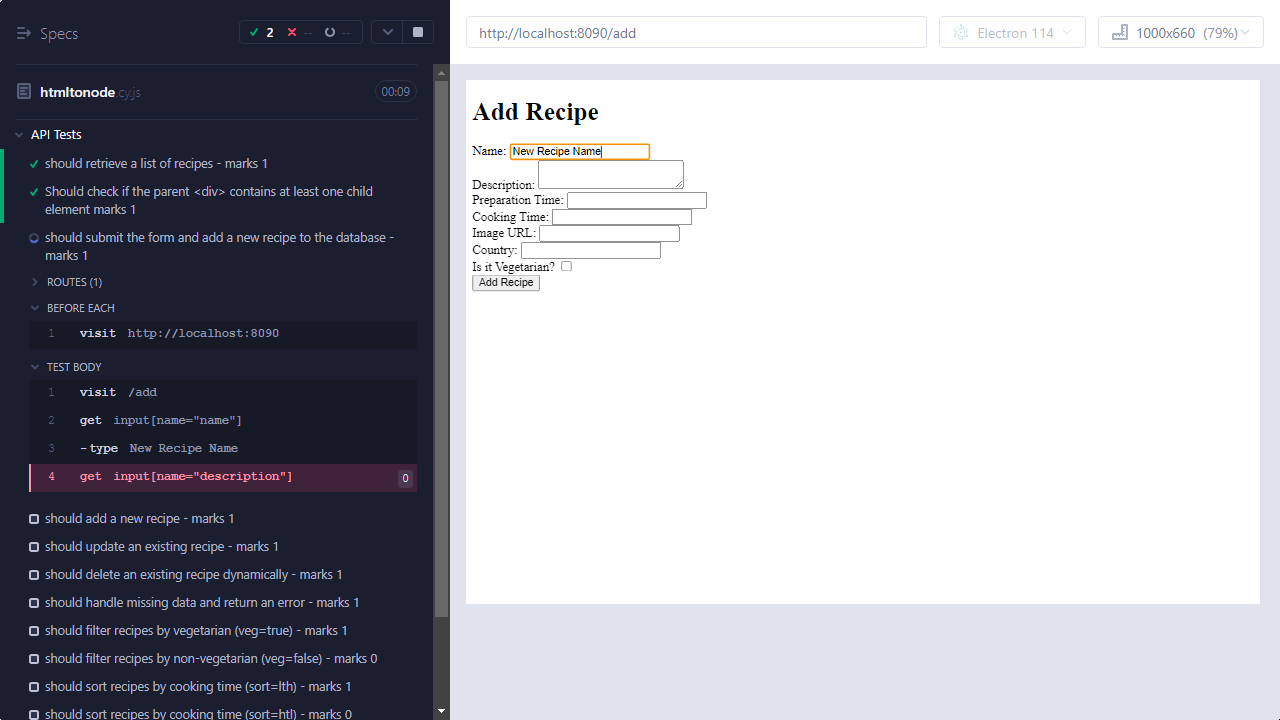 Specs
2 -- --
htmltonode.cy.js
00:09
API Tests
should retrieve a list of recipes - marks 1
Should check if the parent <div> contains at least one child
element marks 1
should submit the form and add a new recipe to the database -
marks 1
ROUTES (1)
BEFORE EACH
1 visit http://localhost:8090
TEST BODY
1 visit /add
2 get input[name="name"]
3 -type New Recipe Name
4 get input[name="description"] 0
should add a new recipe - marks 1
should update an existing recipe - marks 1
should delete an existing recipe dynamically - marks 1
should handle missing data and return an error - marks 1
should filter recipes by vegetarian (veg=true) - marks 1
should filter recipes by non-vegetarian (veg=false) - marks 0
should sort recipes by cooking time (sort=lth) - marks 1
should sort recipes by cooking time (sort=htl) - marks 0
http://localhost:8090/add
Electron 114
1000x660 (79%)
Add Recipe
Name: New Recipe Name
Description:
Preparation Time:
Cooking Time:
Image URL:
Country:
Is it Vegetarian?
Add Recipe